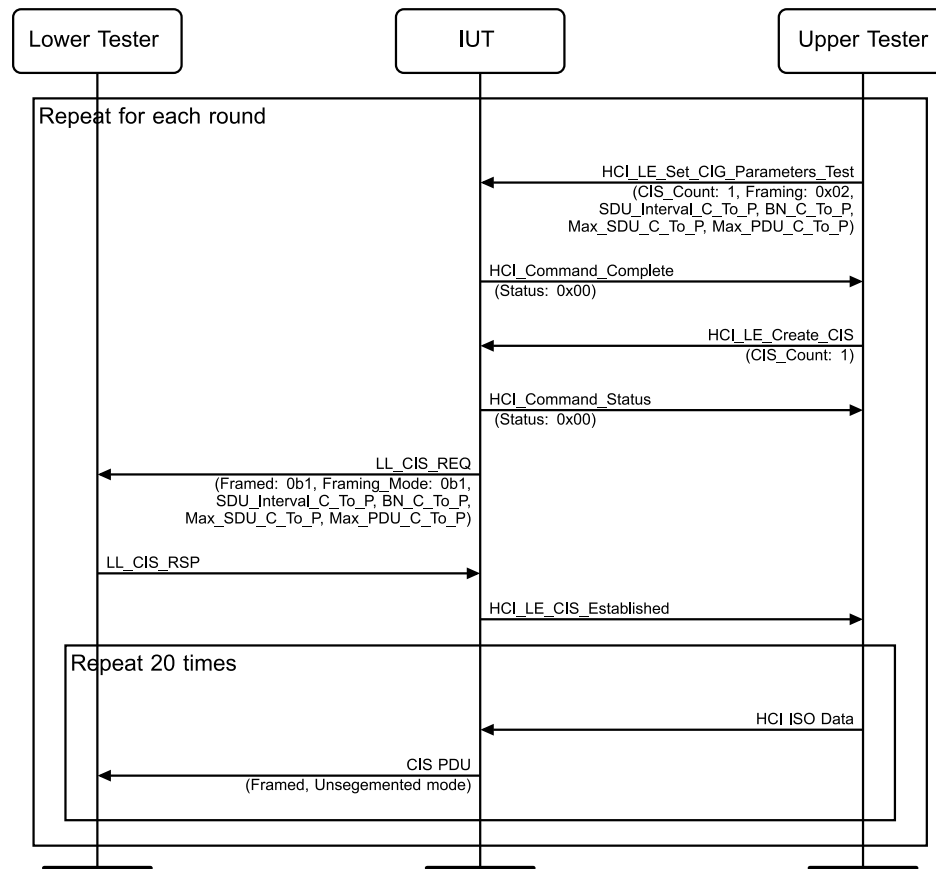 Lower Tester
IUT
Upper Tester
Repeat for each round
HCI_LE_Set_CIG_Parameters_Test
(CIS_Count: 1, Framing: 0x02,
SDU_Interval_C_To_P, BN_C_To_P,
Max_SDU_C_To_P, Max_PDU_C_To_P)
HCI_Command_Complete
(Status: 0x00)
HCI_LE_Create_CIS
(CIS_Count: 1)
HCI_Command_Status
(Status: 0x00)
LL_CIS_REQ
(Framed: 0b1, Framing_Mode: 0b1,
SDU_Interval_C_To_P, BN_C_To_P,
Max_SDU_C_To_P, Max_PDU_C_To_P)
LL_CIS_RSP
HCI_LE_CIS_Established
Repeat 20 times
HCI ISO Data
CIS PDU
(Framed, Unsegemented mode)